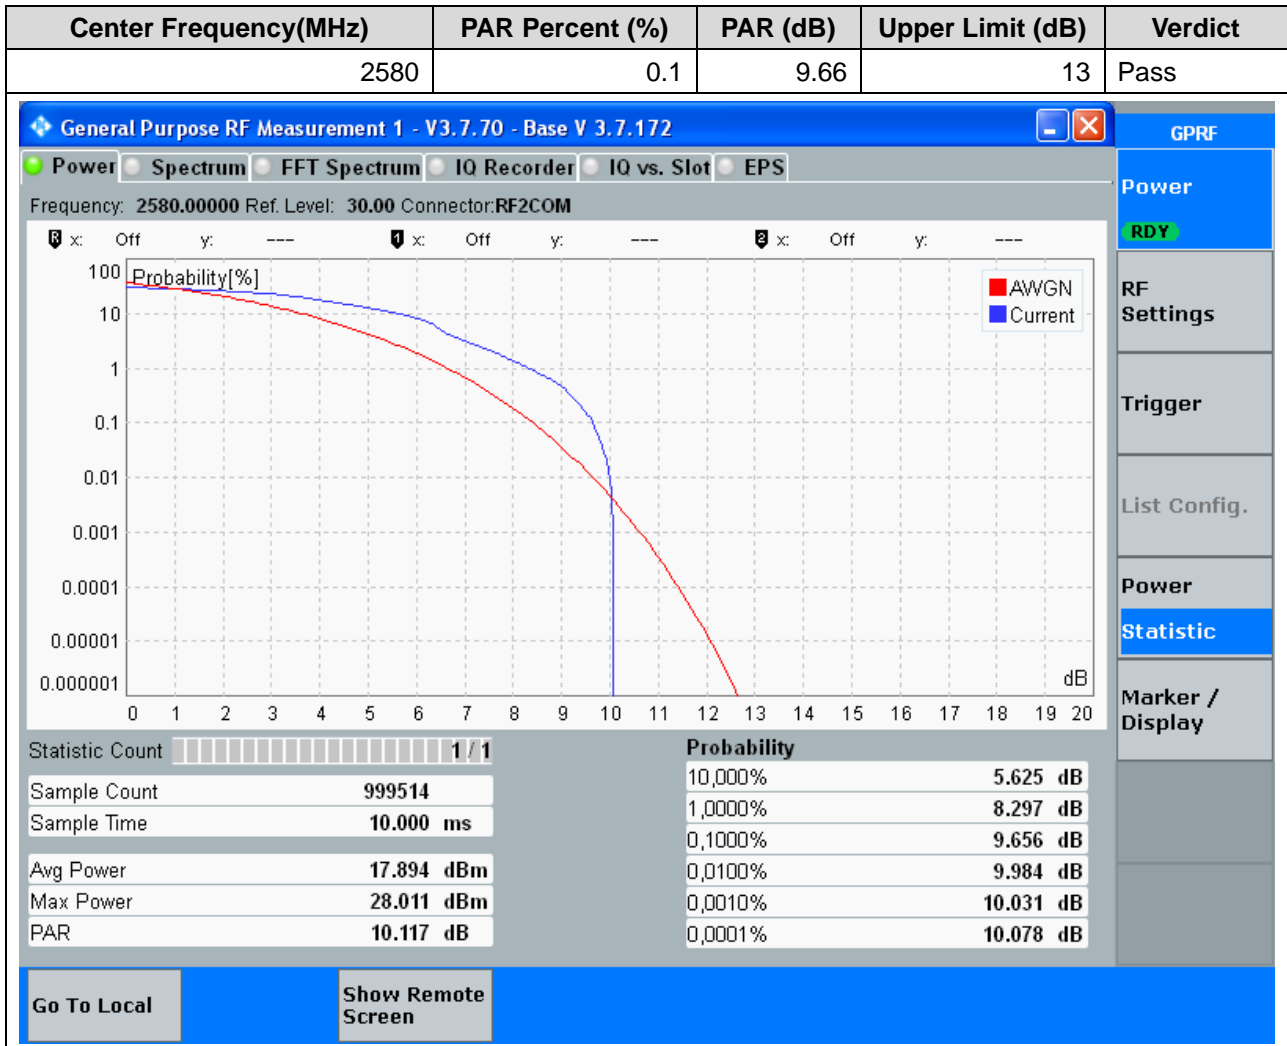 Center Frequency(MHz) PAR Percent (%) PAR (dB) Upper Limit (dB) Verdict
2580 0.1 9.66 13 Pass
General Purpose RF Measurement 1 - V3.7.70 - Base V 3.7.172
GPRF
Power Spectrum FFT Spectrum IQ Recorder IQ vs. Slot EPS
Power
RDY
Frequency: 2580.00000 Ref. Level: 30.00 Connector:RF2COM
R x: Off y: --- 1 x: Off y: --- 2 x: Off y: ---
Probability[%]
AWGN
Current
100
10
1
0.1
0.01
0.001
0.0001
0.00001
0.000001
dB
0 1 2 3 4 5 6 7 8 9 10 11 12 13 14 15 16 17 18 19 20
RF
Settings
Trigger
List Config.
Power
Statistic
Marker /
Display
Statistic Count 1 / 1
Sample Count 999514
Sample Time 10.000 ms
Avg Power 17.894 dBm
Max Power 28.011 dBm
PAR 10.117 dB
Probability
10,000% 5.625 dB
1,0000% 8.297 dB
0,1000% 9.656 dB
0,0100% 9.984 dB
0,0010% 10.031 dB
0,0001% 10.078 dB
Go To Local
Show Remote
Screen